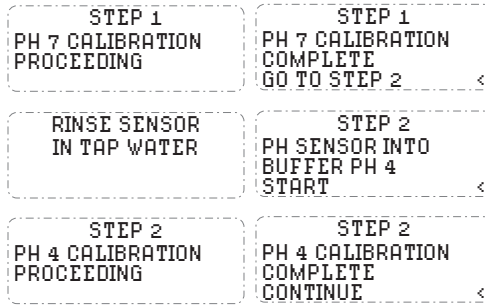 STEP 1
PH 7 CALIBRATION
PROCEEDING
STEP 1
PH 7 CALIBRATION
COMPLETE
GO TO STEP 2 <
RINSE SENSOR
IN TAP WATER
STEP 2
PH SENSOR INTO
BUFFER PH 4
START <
STEP 2
PH 4 CALIBRATION
PROCEEDING
STEP 2
PH 4 CALIBRATION
COMPLETE
CONTINUE <